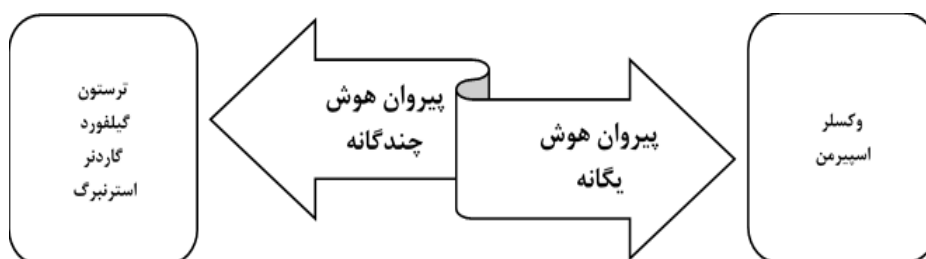 وکسلر
اسپیرمن
پیروان هوش
یگانه
پیروان هوش
چندگانه
ترستون
گیلفورد
گاردنر
استرنبرگ